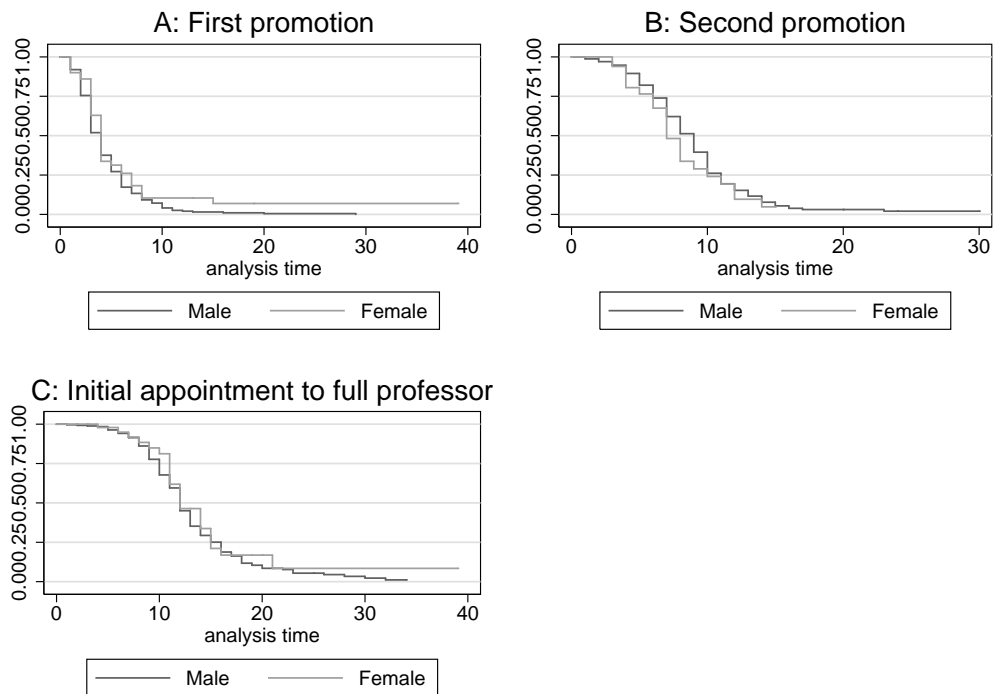 A: First promotion
0.00 0.25 0.50 0.75 1.00
0 10 20 30 40
analysis time
Male Female
B: Second promotion
0.00 0.25 0.50 0.75 1.00
0 10 20 30
analysis time
Male Female
C: Initial appointment to full professor
0.00 0.25 0.50 0.75 1.00
0 10 20 30 40
analysis time
Male Female